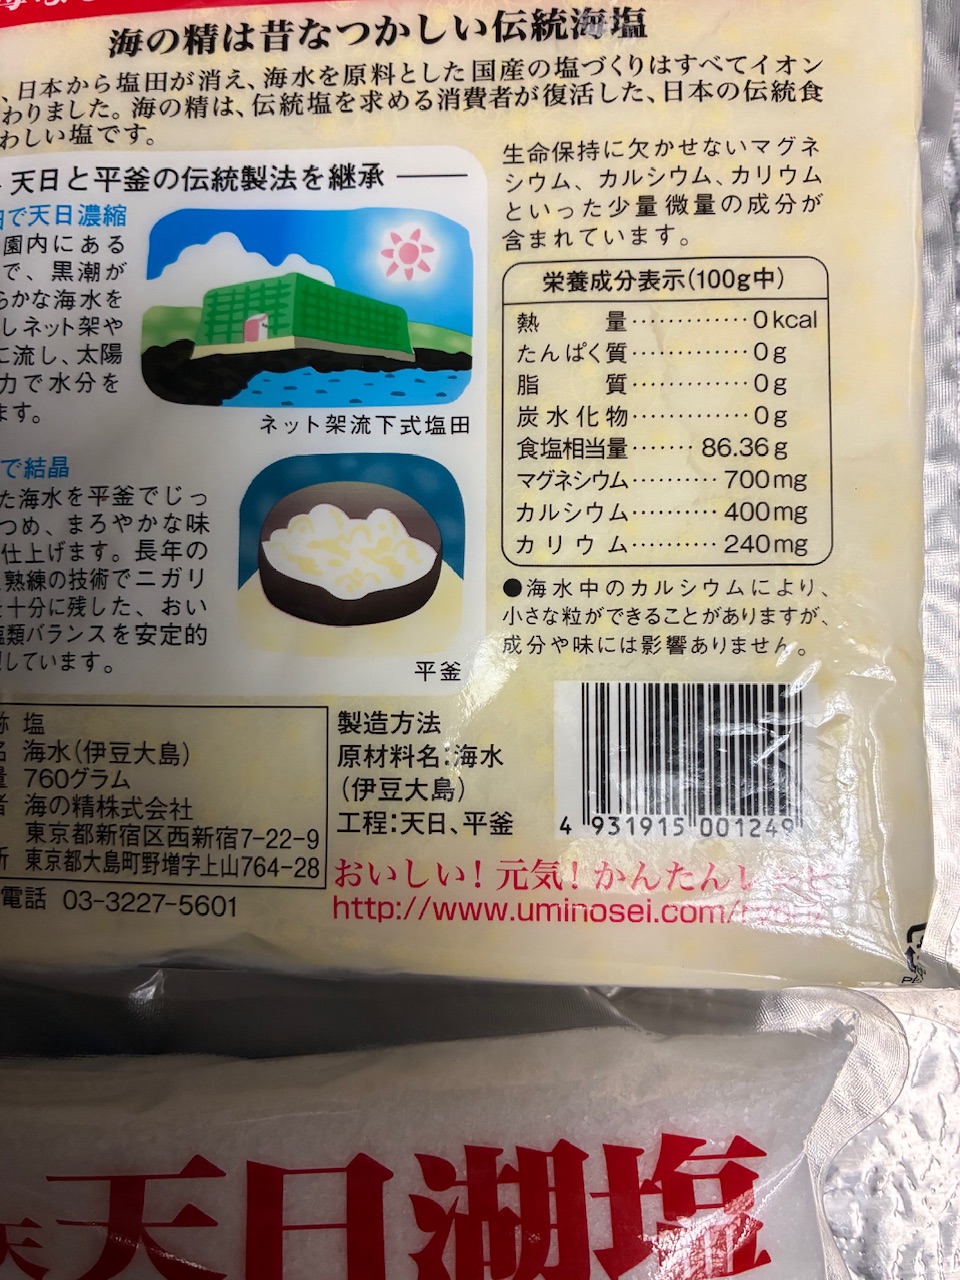 海の精は昔なつかしい伝統海塩
、日本から塩田が消え、海水を原料とした国産の塩づくりはすべてイオン
わりました。海の精は、伝統塩を求める消費者が復活した、日本の伝統食
わしい塩です。
天日と平釜の伝統製法を継承
で天日濃縮
園内にある
で、黒潮が
らかな海水を
しネット架や
に流し、太陽
力で水分を
ます。
ネット架流下式塩田
で結晶
た海水を平釜でじっ
つめ、まろやかな味
仕上げます。長年の
熟練の技術でニガリ
十分に残した、おい
塩類バランスを安定的
しています。
平釜
生命保持に欠かせないマグネ
シウム、カルシウム、カリウム
といった少量微量の成分が
含まれています。
栄養成分表示(100g中)
熱量············0kcal
たんぱく質············0g
脂質············0g
炭水化物············0g
食塩相当量·······86.36g
マグネシウム··········700mg
カルシウム··········400mg
カリウム··········240mg
●海水中のカルシウムにより、
小さな粒ができることがありますが、
成分や味には影響ありません。
称 塩
名 海水(伊豆大島)
量 760グラム
者 海の精株式会社
東京都新宿区西新宿7-22-9
所 東京都大島町野増字上山764-28
電話 03-3227-5601
製造方法
原材料名:海水
(伊豆大島)
工程:天日、平釜
4 931915 001249
おいしい!元気!かんたん
http://www.uminosei.com/
天日湖塩